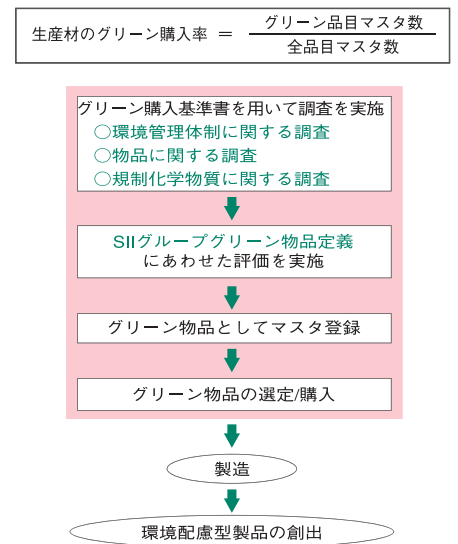 生産材のグリーン購入率 ＝ グリーン品目マスタ数
全品目マスタ数
グリーン購入基準書を用いて調査を実施
○環境管理体制に関する調査
○物品に関する調査
○規制化学物質に関する調査
SIIグループグリーン物品定義
にあわせた評価を実施
グリーン物品としてマスタ登録
グリーン物品の選定/購入
製造
環境配慮型製品の創出